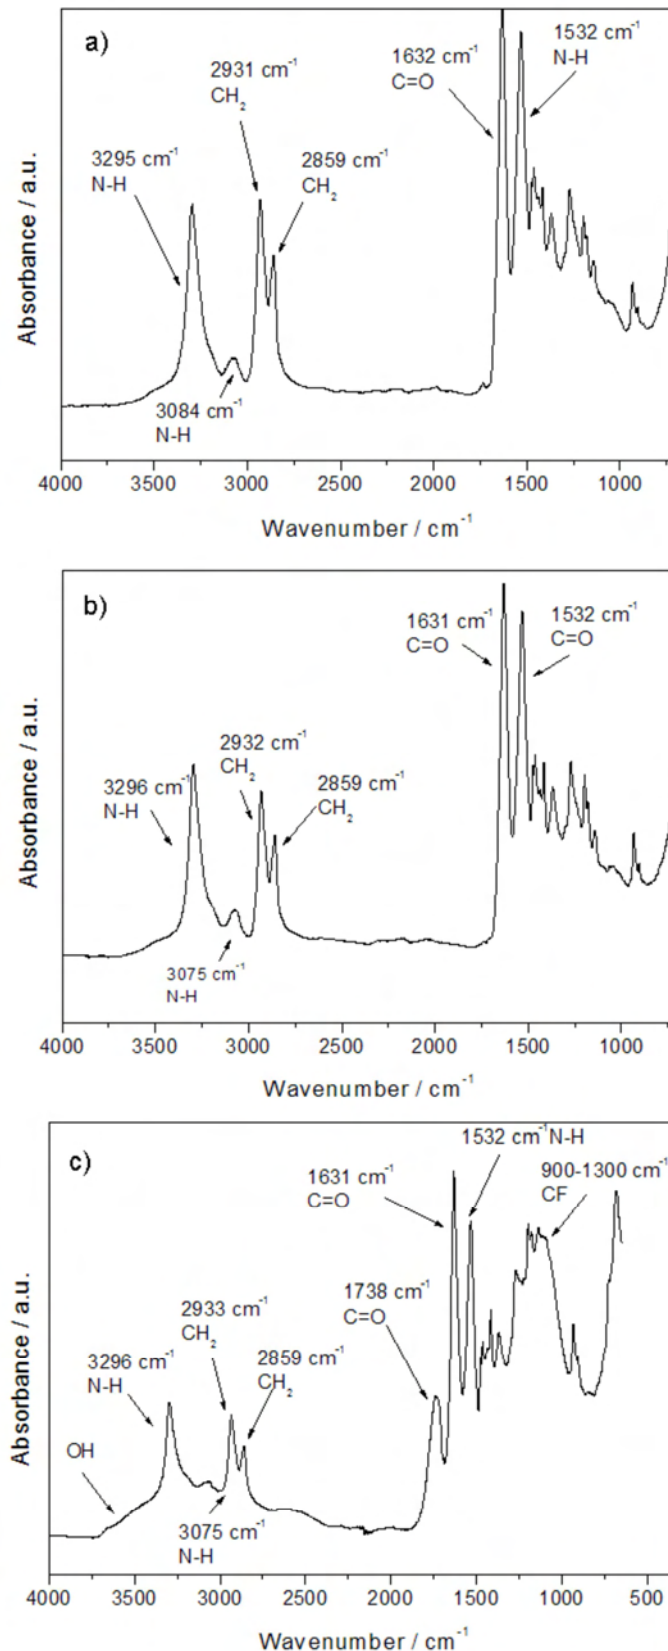 a)
2931 cm⁻¹
CH₂
1632 cm⁻¹
C=O
1532 cm⁻¹
N-H
3295 cm⁻¹
N-H
2859 cm⁻¹
CH₂
3084 cm⁻¹
N-H
Absorbance / a.u.
4000 3500 3000 2500 2000 1500 1000
Wavenumber / cm⁻¹
b)
1631 cm⁻¹
C=O
1532 cm⁻¹
C=O
2932 cm⁻¹
CH₂
3296 cm⁻¹
N-H
2859 cm⁻¹
CH₂
3075 cm⁻¹
N-H
Absorbance / a.u.
4000 3500 3000 2500 2000 1500 1000
Wavenumber / cm⁻¹
c)
1532 cm⁻¹N-H
1631 cm⁻¹
C=O
900-1300 cm⁻¹
CF
1738 cm⁻¹
C=O
2933 cm⁻¹
CH₂
3296 cm⁻¹
N-H
2859 cm⁻¹
CH₂
OH
3075 cm⁻¹
N-H
Absorbance / a.u.
4000 3500 3000 2500 2000 1500 1000 500
Wavenumber / cm⁻¹